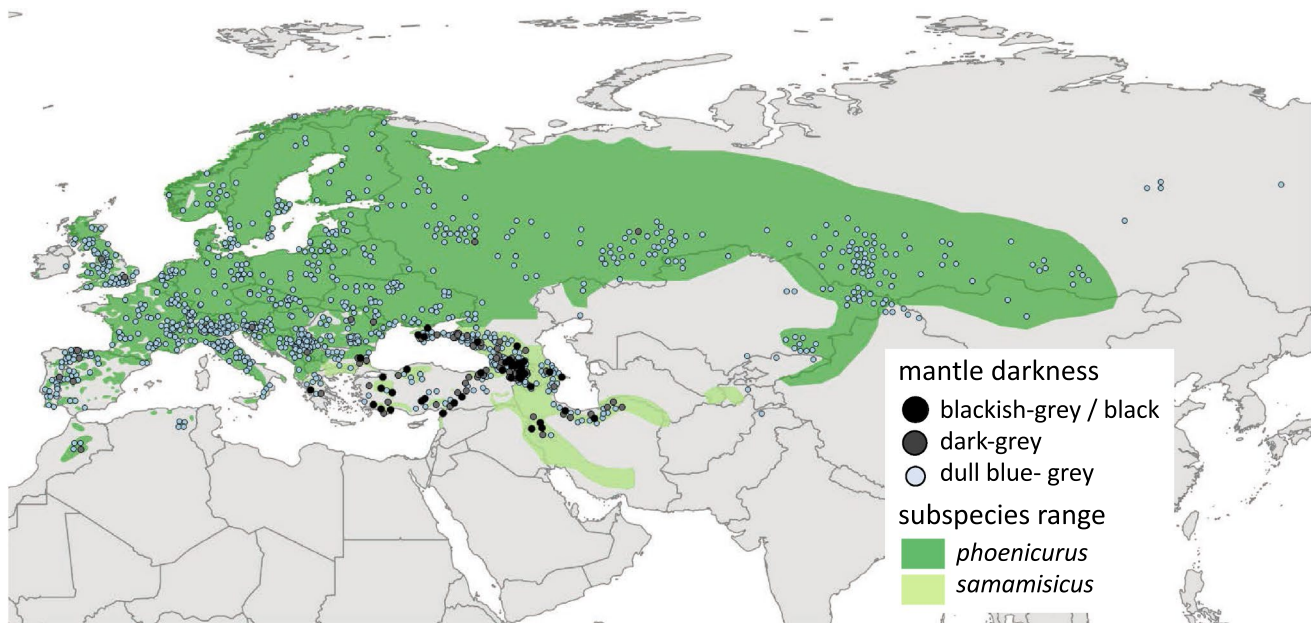 mantle darkness
blackish-grey / black
dark-grey
dull blue- grey
subspecies range
phoenicurus
samamisicus